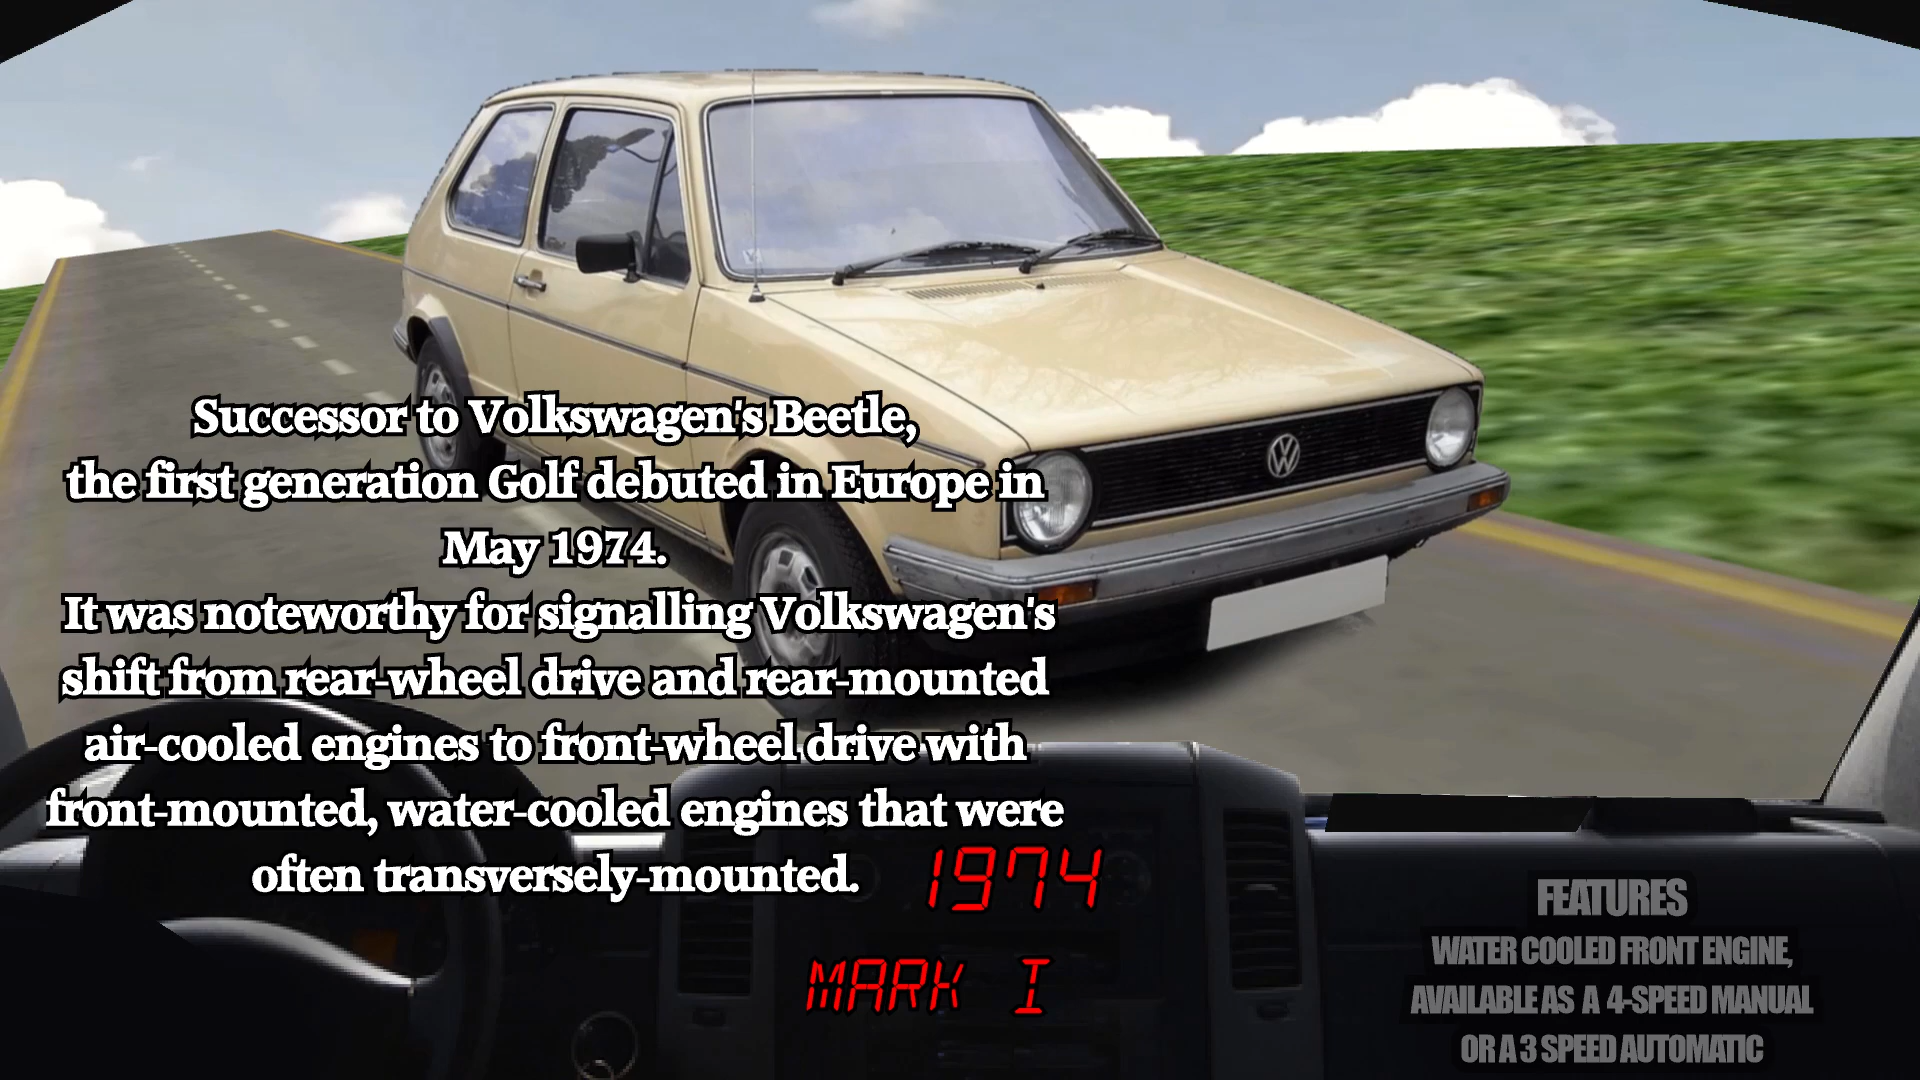 Successor to Volkswagen's Beetle,
the first generation Golf debuted in Europe in
May 1974.
It was noteworthy for signalling Volkswagen's
shift from rear-wheel drive and rear-mounted
air-cooled engines to front-wheel drive with
front-mounted, water-cooled engines that were
often transversely-mounted.
1974
MARK I
FEATURES
WATER COOLED FRONT ENGINE,
AVAILABLE AS A 4-SPEED MANUAL
OR A 3 SPEED AUTOMATIC